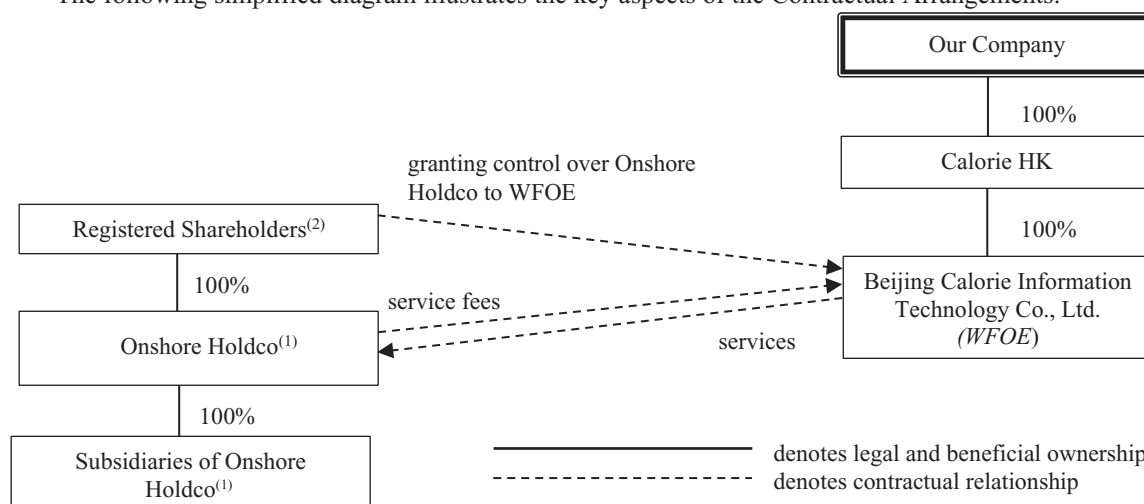 The following simplified diagram illustrates the key aspects of the Contractual Arrangements:
Our Company
100%
Calorie HK
granting control over Onshore
Holdco to WFOE
100%
Registered Shareholders(2)
100%
Beijing Calorie Information
Technology Co., Ltd.
(WFOE)
service fees
services
Onshore Holdco(1)
100%
Subsidiaries of Onshore
Holdco(1)
denotes legal and beneficial ownership
denotes contractual relationship